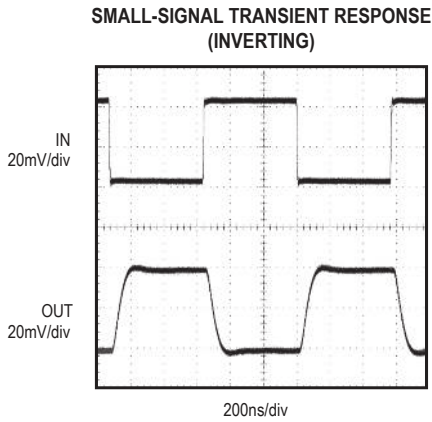 SMALL-SIGNAL TRANSIENT RESPONSE
(INVERTING)
IN
20mV/div
OUT
20mV/div
200ns/div